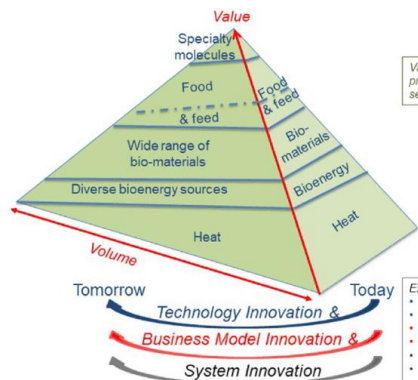 Value
Specialty
molecules
Food
& feed
Food
& feed
Wide range of
bio-materials
Bio-
materials
Diverse bioenergy sources
Bioenergy
Heat
Heat
Volume
Tomorrow
Today
Technology Innovation &
Business Model Innovation &
System Innovation